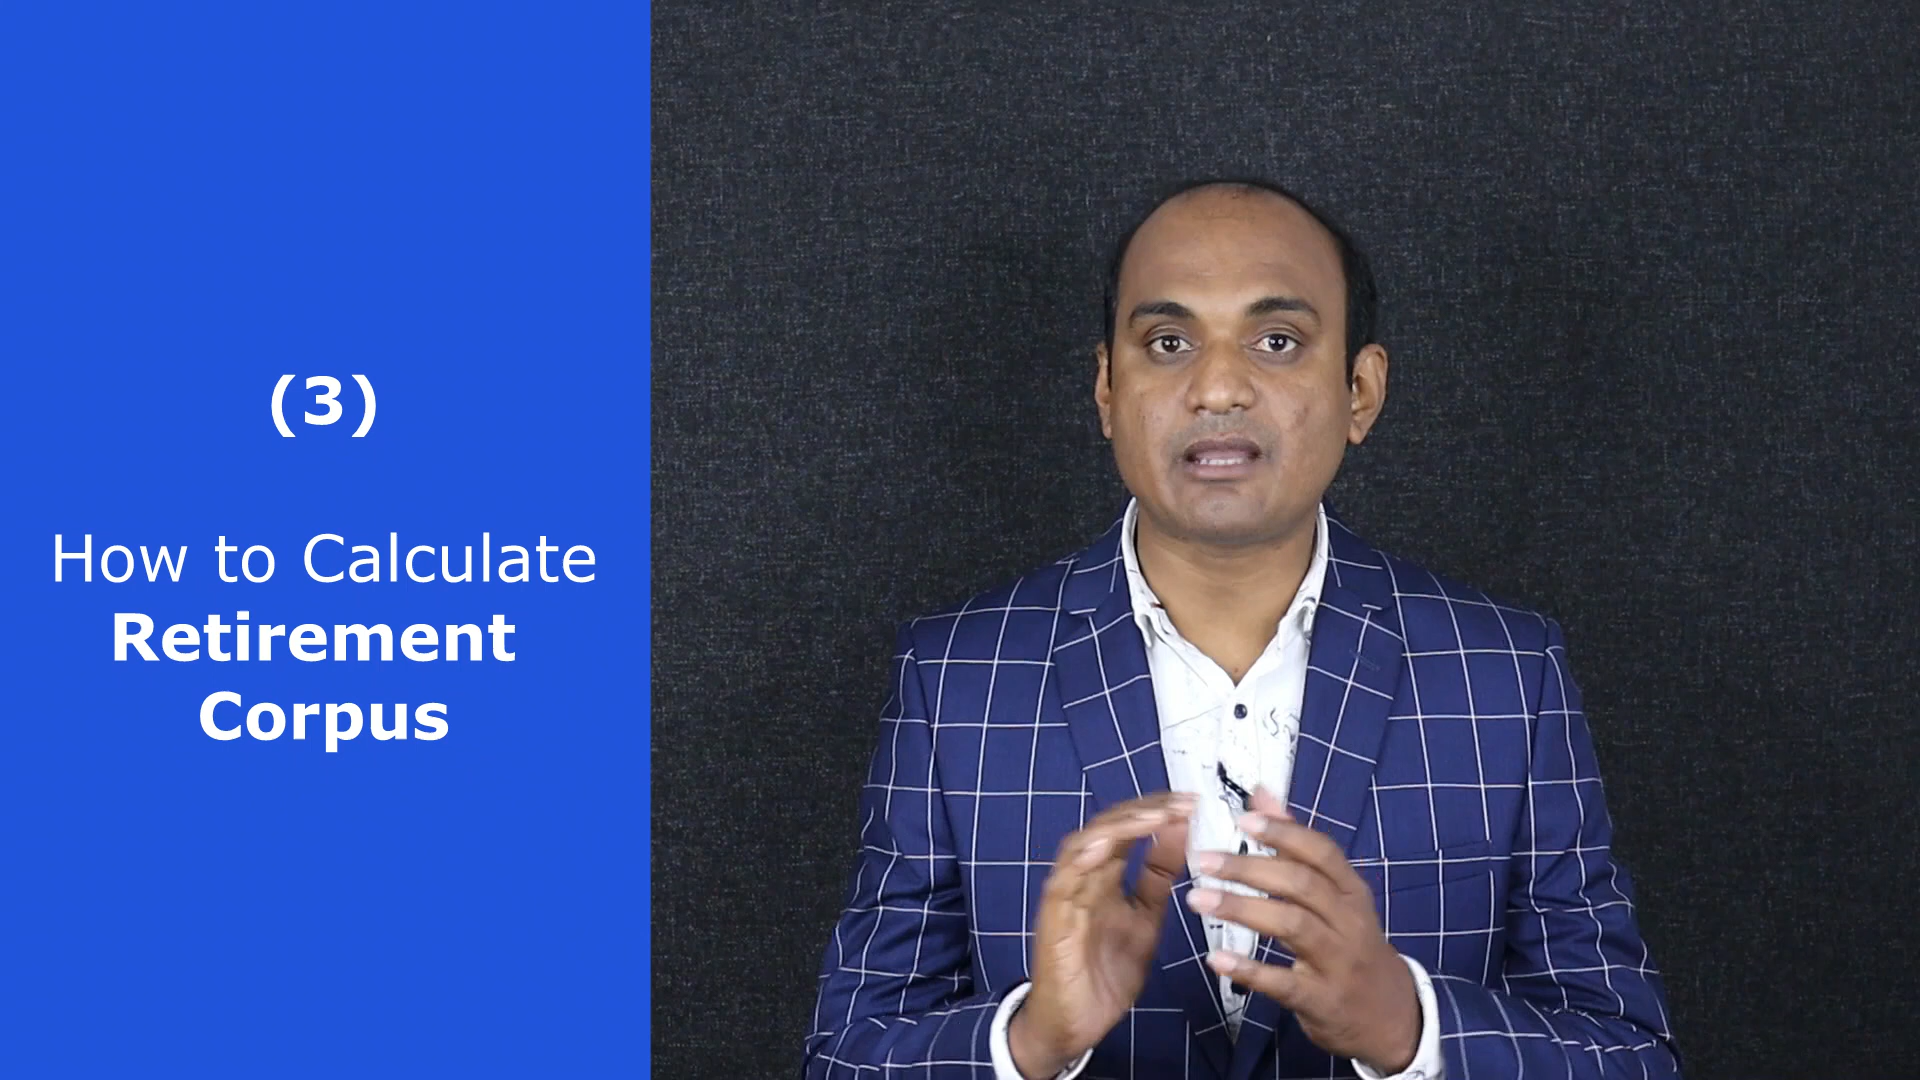 (3)
How to Calculate
Retirement
Corpus